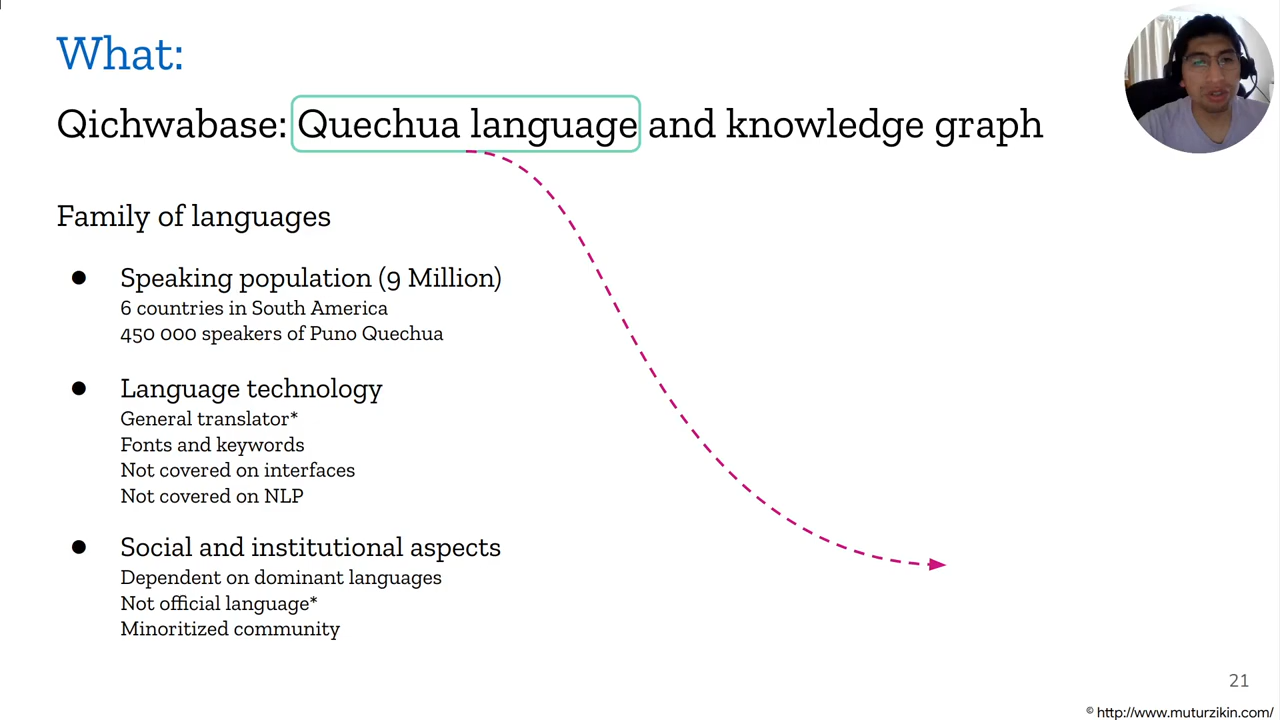 What:
Qichwabase: Quechua language and knowledge graph
Family of languages
● Speaking population (9 Million)
6 countries in South America
450 000 speakers of Puno Quechua
● Language technology
General translator*
Fonts and keywords
Not covered on interfaces
Not covered on NLP
● Social and institutional aspects
Dependent on dominant languages
Not official language*
Minoritized community
21
© http://www.muturzikin.com/